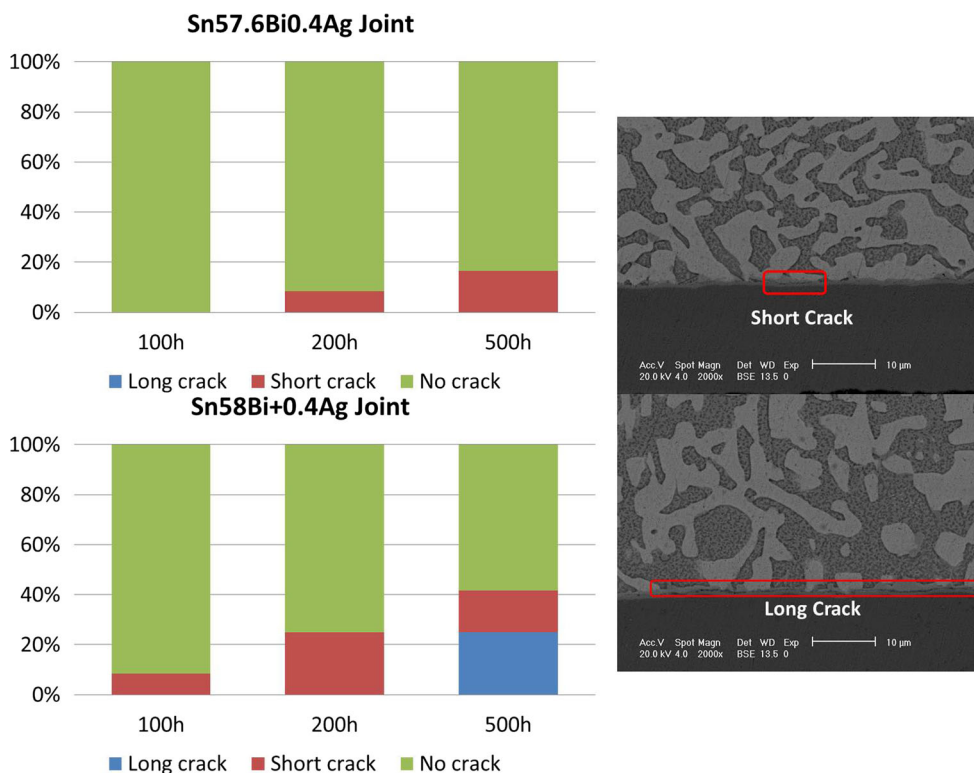 Sn57.6Bi0.4Ag Joint
100%
80%
60%
40%
20%
0%
100h 200h 500h
Long crack Short crack No crack
Sn58Bi+0.4Ag Joint
100%
80%
60%
40%
20%
0%
100h 200h 500h
Long crack Short crack No crack
Short Crack
Acc.V Spot Magn Det WD Exp 10 µm
20.0 kV 4.0 2000x BSE 13.5 0
Long Crack
Acc.V Spot Magn Det WD Exp 10 µm
20.0 kV 4.0 2000x BSE 13.5 0